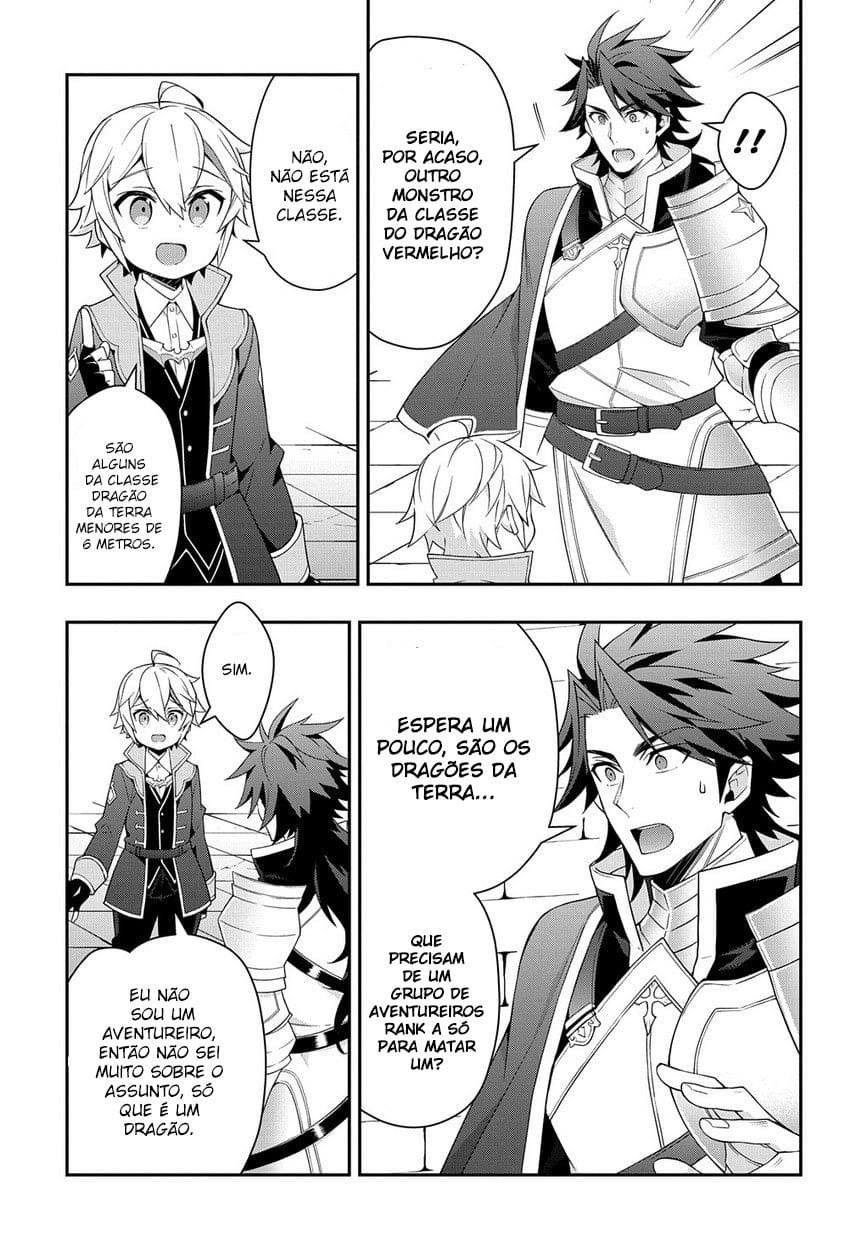 !!
SERIA,
POR ACASO,
OUTRO
MONSTRO
DA CLASSE
DO DRAGÃO
VERMELHO?
NÃO,
NÃO ESTÁ
NESSA
CLASSE.
SÃO
ALGUNS
DA CLASSE
DRAGÃO
DA TERRA
MENORES DE
6 METROS.
ESPERA UM
POUCO, SÃO OS
DRAGÕES DA
TERRA...
QUE
PRECISAM
DE UM
GRUPO DE
AVENTUREIROS
RANK A SÓ
PARA MATAR
UM?
SIM.
EU NÃO
SOU UM
AVENTUREIRO,
ENTÃO NÃO SEI
MUITO SOBRE O
ASSUNTO, SÓ
QUE É UM
DRAGÃO.